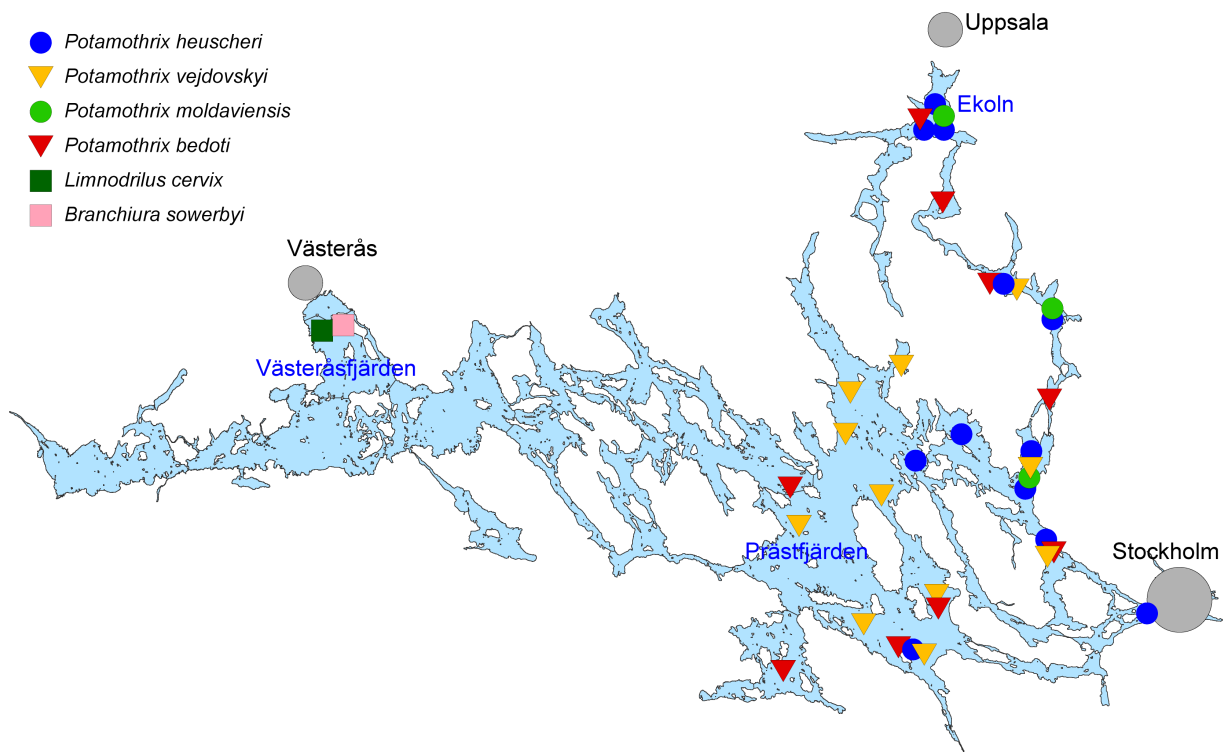 Uppsala
Potamothrix heuscheri
Potamothrix vejdovskyi
Potamothrix moldaviensis
Potamothrix bedoti
Limnodrilus cervix
Branchiura sowerbyi
Ekoln
Västerås
Västeråsfjärden
Prästfjärden
Stockholm